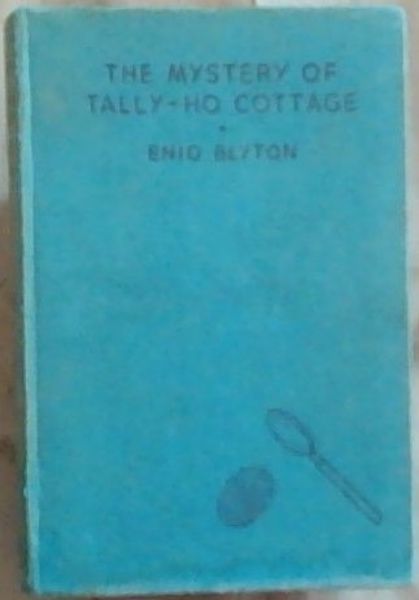 THE MYSTERY OF
TALLY-HO COTTAGE
•
ENID BLYTON